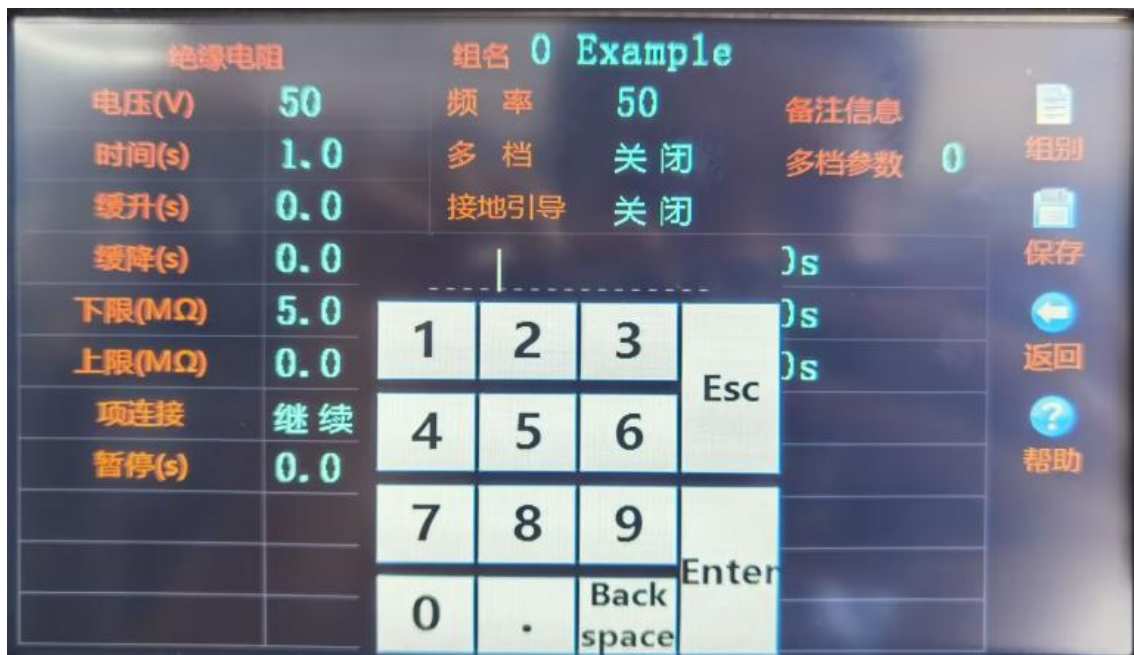 绝缘电阻 组名 0 Example
电压(V) 50 频 率 50 备注信息
时间(s) 1.0 多 档 关闭 多档参数 0 组别
缓升(s) 0.0 接地引导 关闭
缓降(s) 0.0 0s 保存
下限(MΩ) 5.0 0s
上限(MΩ) 0.0 0s 返回
项连接 继续
暂停(s) 0.0 帮助
1 2 3 Esc
4 5 6
7 8 9 Enter
0 . Back space